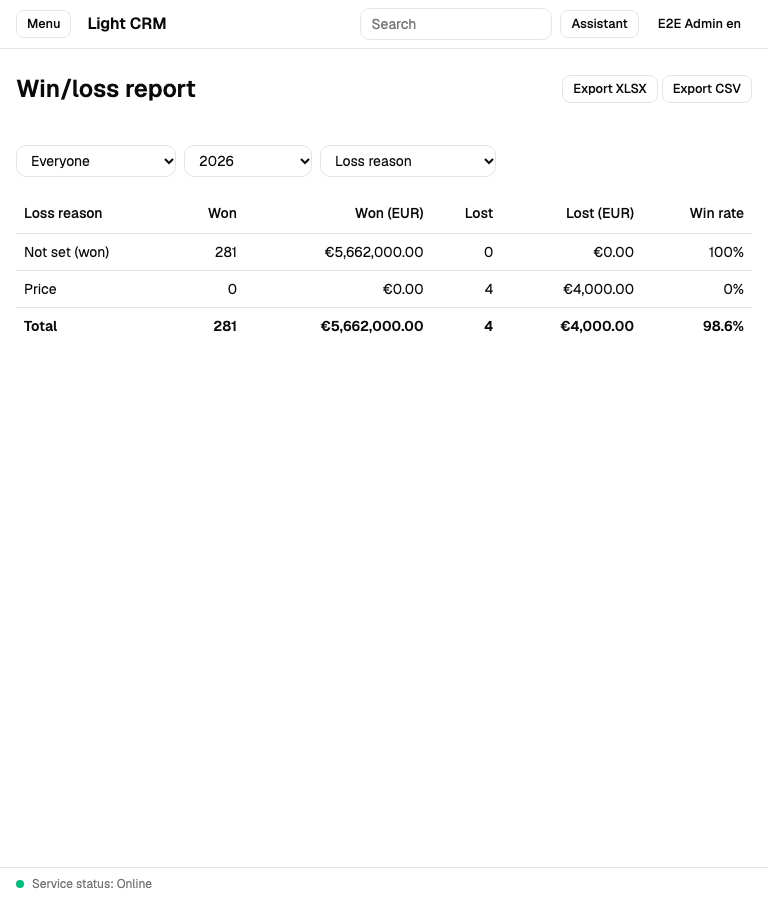 Menu Light CRM Search Assistant E2E Admin en
Win/loss report Export XLSX Export CSV
Everyone 2026 Loss reason
Loss reason Won Won (EUR) Lost Lost (EUR) Win rate
Not set (won) 281 €5,662,000.00 0 €0.00 100%
Price 0 €0.00 4 €4,000.00 0%
Total 281 €5,662,000.00 4 €4,000.00 98.6%
Service status: Online